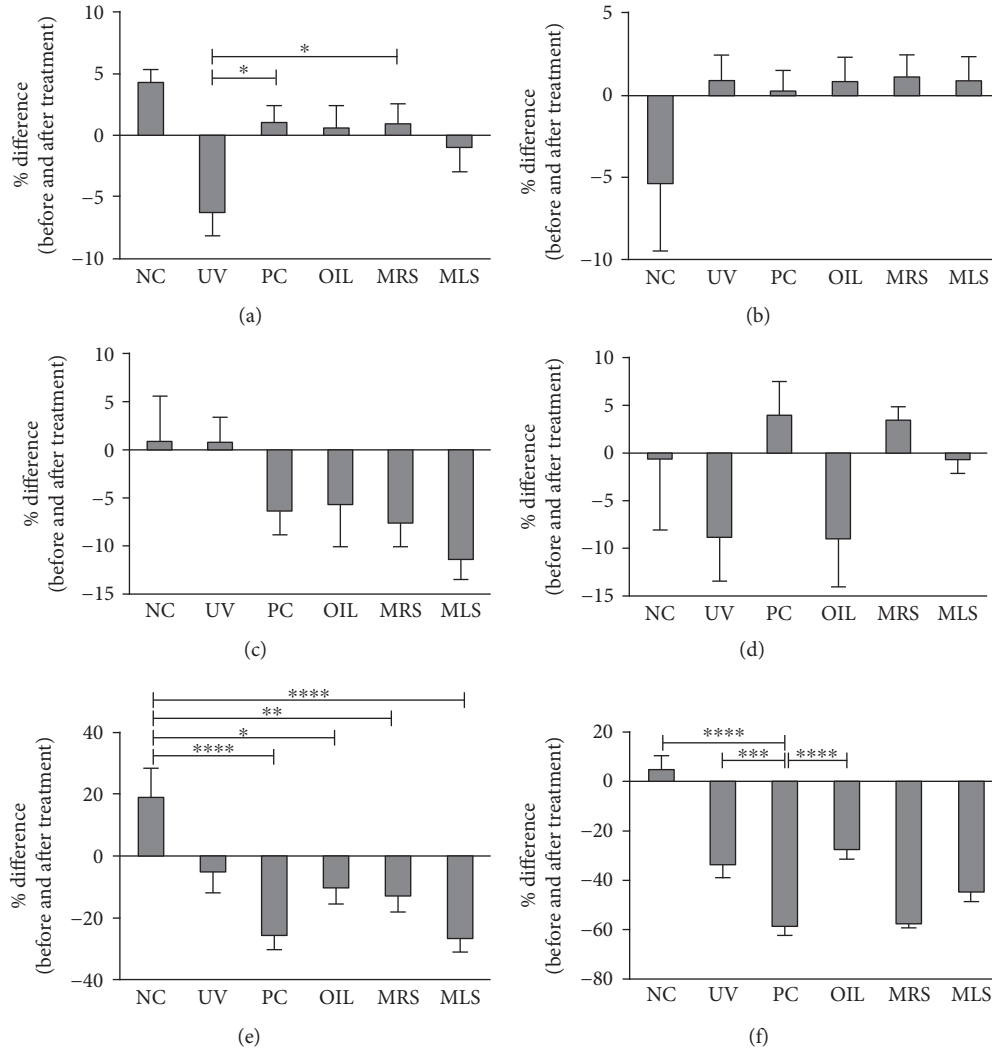 10
5
0
−5
−10
% difference
(before and after treatment)
*
*
NC UV PC OIL MRS MLS
(a)
5
0
−5
−10
% difference
(before and after treatment)
NC UV PC OIL MRS MLS
(b)
10
5
0
−5
−10
−15
% difference
(before and after treatment)
NC UV PC OIL MRS MLS
(c)
10
5
0
−5
−10
−15
% difference
(before and after treatment)
NC UV PC OIL MRS MLS
(d)
40
20
0
−20
−40
% difference
(before and after treatment)
****
**
*
****
NC UV PC OIL MRS MLS
(e)
20
0
−20
−40
−60
−80
% difference
(before and after treatment)
****
*** ****
NC UV PC OIL MRS MLS
(f)